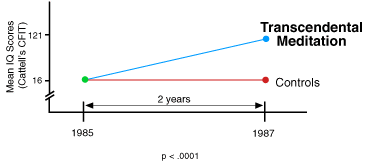 Transcendental
Meditation
121
Mean IQ Scores
(Cattell's CFIT)
16
Controls
2 years
1985
1987
p < .0001